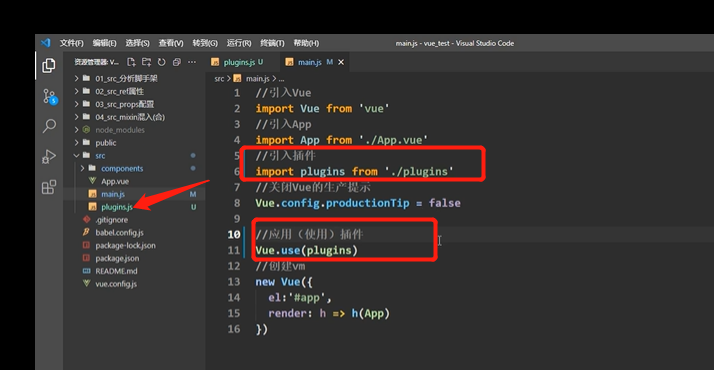 文件(F) 编辑(E) 选择(S) 查看(V) 转到(G) 运行(R) 终端(T) 帮助(H) main.js - vue_test - Visual Studio Code
资源管理器: V... plugins.js U main.js M ×
src > main.js > ...
01_src_分析脚手架
02_src_ref属性
03_src_props配置
04_src_mixin混入(合)
node_modules
public
src
components
App.vue
main.js M
plugins.js U
.gitignore
babel.config.js
package-lock.json
package.json
README.md
vue.config.js
1 //引入Vue
2 import Vue from 'vue'
3 //引入App
4 import App from './App.vue'
5 //引入插件
6 import plugins from './plugins'
7 //关闭Vue的生产提示
8 Vue.config.productionTip = false
9
10 //应用（使用）插件
11 Vue.use(plugins)
12 //创建vm
13 new Vue({
14 el:'#app',
15 render: h => h(App)
16 })